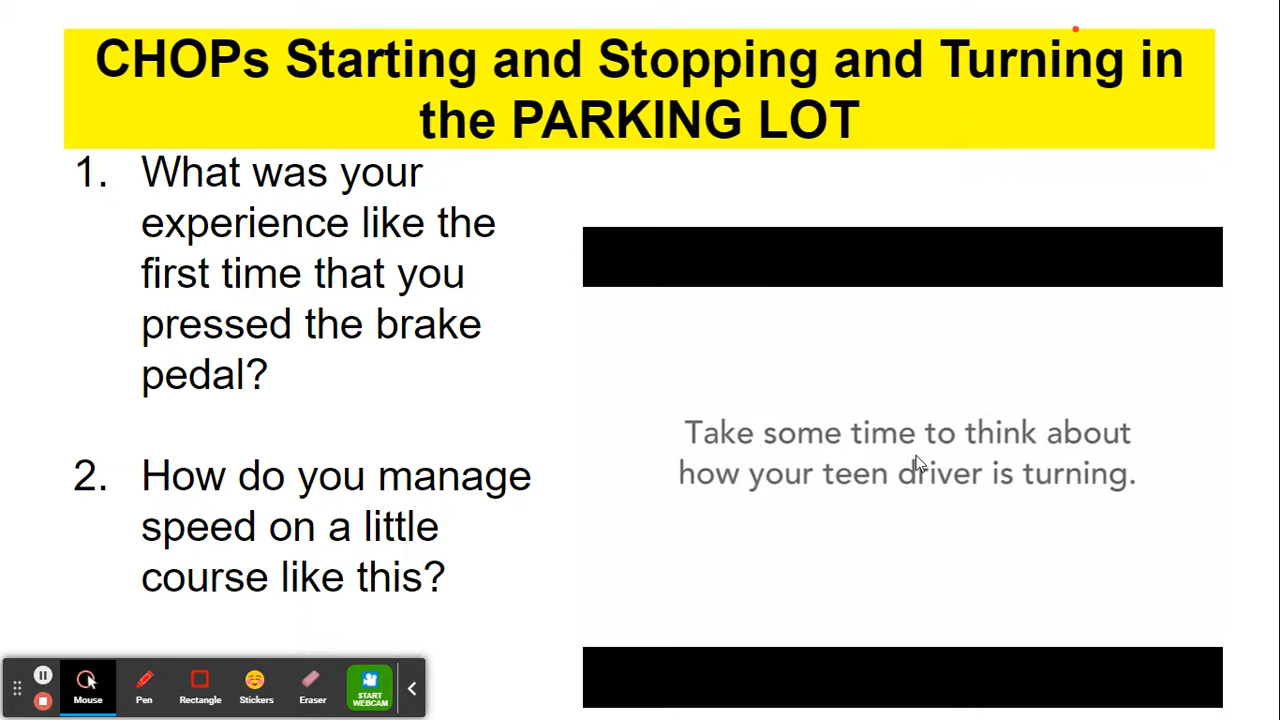 CHOPs Starting and Stopping and Turning in
the PARKING LOT
1. What was your
experience like the
first time that you
pressed the brake
pedal?
2. How do you manage
speed on a little
course like this?
Take some time to think about
how your teen driver is turning.
Mouse
Pen
Rectangle
Stickers
Eraser
START
WEBCAM